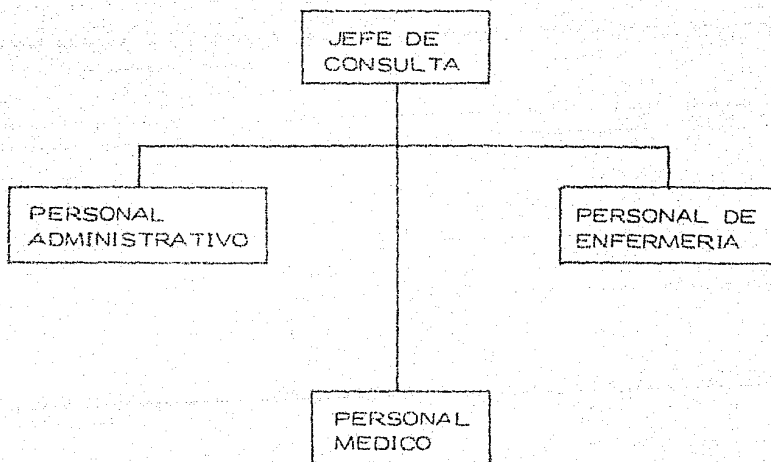 JEFE DE
CONSULTA
PERSONAL
ADMINISTRATIVO
PERSONAL DE
ENFERMERIA
PERSONAL
MEDICO